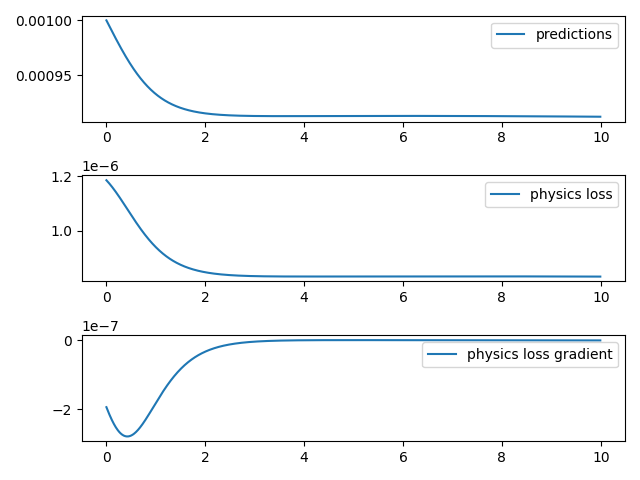 0.00100
predictions
0.00095
0 2 4 6 8 10
1e−6
1.2
physics loss
1.0
0 2 4 6 8 10
1e−7
0
physics loss gradient
−2
0 2 4 6 8 10